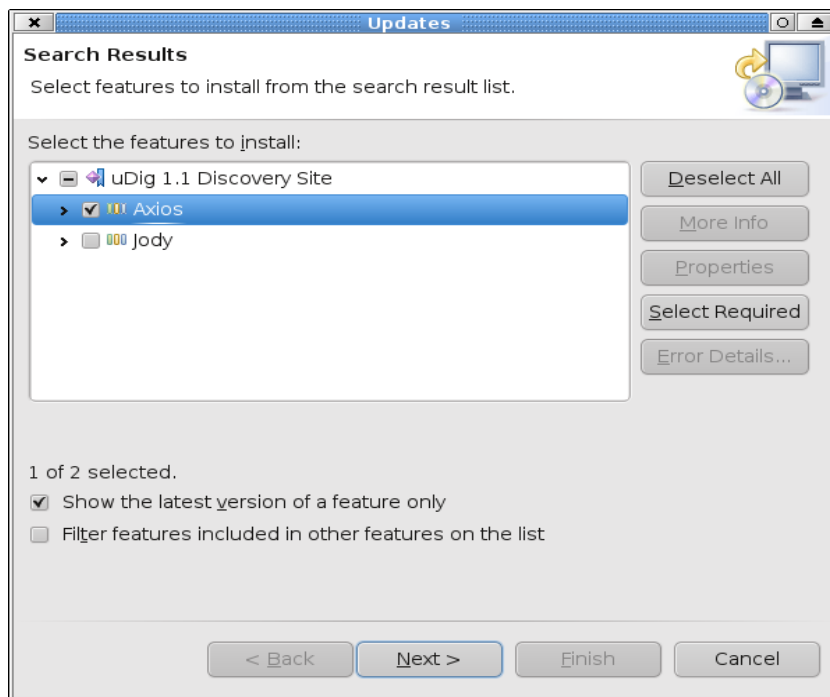 Updates
Search Results
Select features to install from the search result list.
Select the features to install:
uDig 1.1 Discovery Site
Axios
Jody
Deselect All
More Info
Properties
Select Required
Error Details...
1 of 2 selected.
Show the latest version of a feature only
Filter features included in other features on the list
< Back
Next >
Finish
Cancel